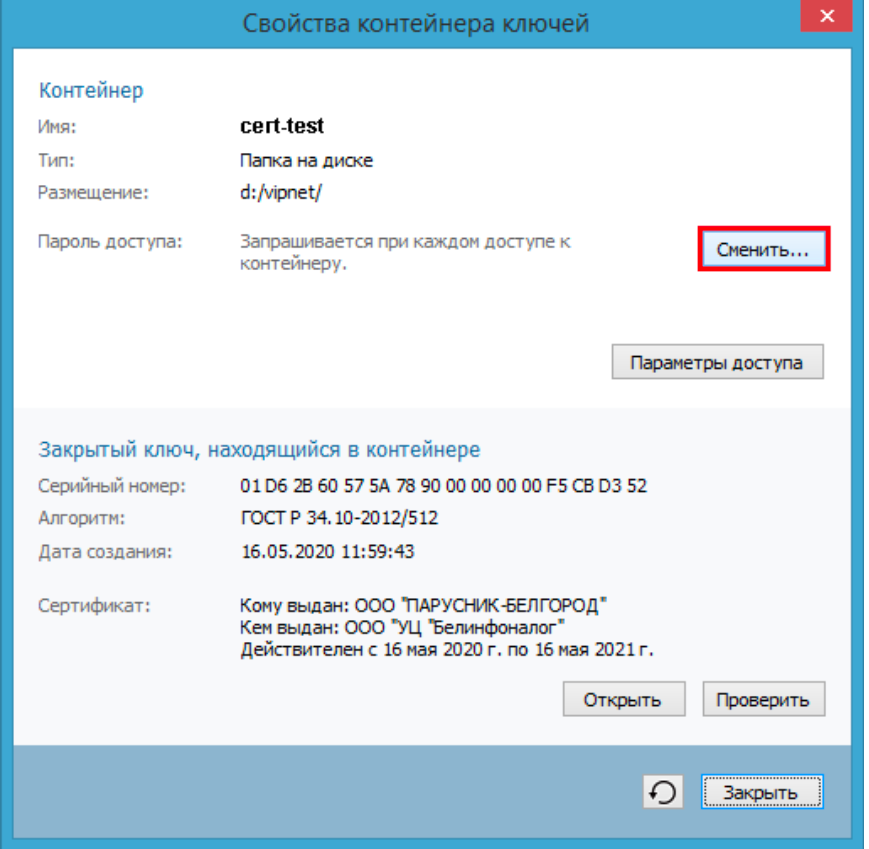 Свойства контейнера ключей
Контейнер
Имя: cert-test
Тип: Папка на диске
Размещение: d:/vipnet/
Пароль доступа: Запрашивается при каждом доступе к
контейнеру.
Сменить...
Параметры доступа
Закрытый ключ, находящийся в контейнере
Серийный номер: 01 D6 2B 60 57 5A 78 90 00 00 00 00 F5 CB D3 52
Алгоритм: ГОСТ Р 34.10-2012/512
Дата создания: 16.05.2020 11:59:43
Сертификат: Кому выдан: ООО "ПАРУСНИК-БЕЛГОРОД"
Кем выдан: ООО "УЦ "Белинфоналог"
Действителен с 16 мая 2020 г. по 16 мая 2021 г.
Открыть Проверить
Закрыть